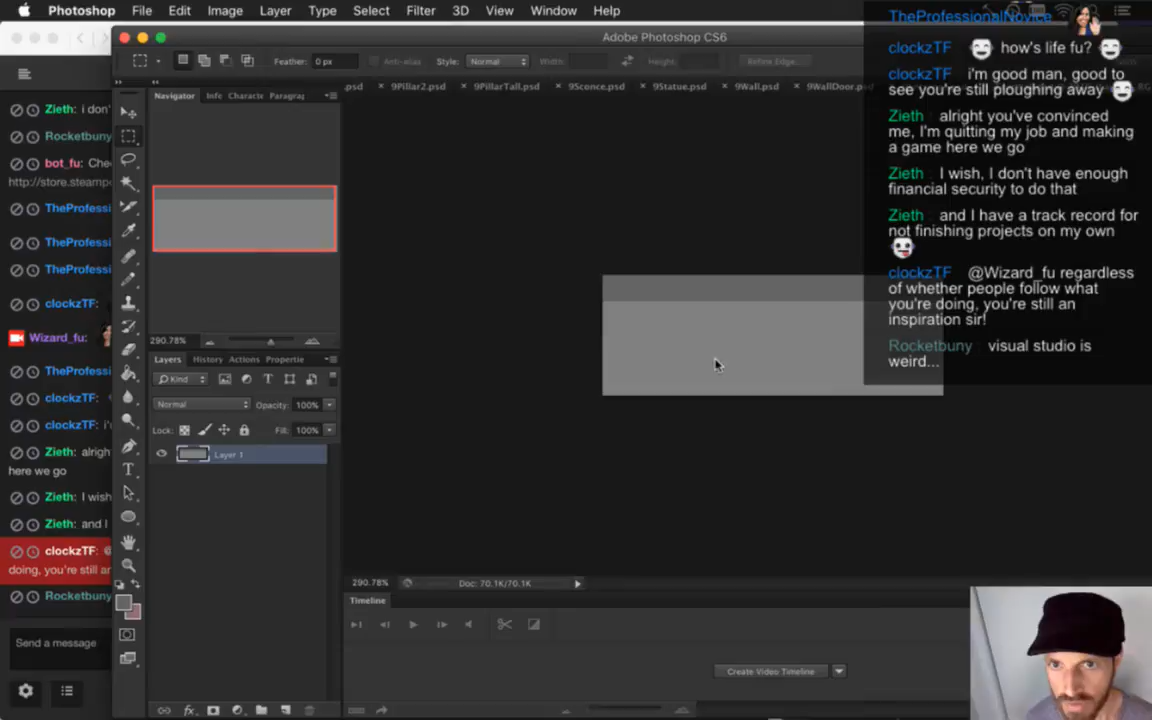 Photoshop File Edit Image Layer Type Select Filter 3D View Window Help
Adobe Photoshop CS6
Feather: 0 px Anti-alias Style: Normal Width: Height: Refine Edge...
Navigator Info Characte Paragrap
.psd × 9Pillar2.psd × 9PillarTall.psd × 9Sconce.psd × 9Statue.psd × 9Wall.psd × 9WallDoor.psd
Zieth: i don'
Rocketbuny
bot_fu: Che
http://store.steampo
TheProfessi
TheProfessi
TheProfessi
clockzTF:
Wizard_fu:
TheProfessi
clockzTF:
clockzTF: i'
Zieth: alrigh
here we go
Zieth: I wish
Zieth: and I
clockzTF: @
doing, you're still an
Rocketbuny
Send a message
290.78%
Layers History Actions Propertie
Kind
Normal Opacity: 100%
Lock: Fill: 100%
Layer 1
290.78% Doc: 70.1K/70.1K
Timeline
Create Video Timeline
TheProfessionalNovice
clockzTF how's life fu?
clockzTF i'm good man, good to
see you're still ploughing away
Zieth alright you've convinced
me, I'm quitting my job and making
a game here we go
Zieth I wish, I don't have enough
financial security to do that
Zieth and I have a track record for
not finishing projects on my own
clockzTF @Wizard_fu regardless
of whether people follow what
you're doing, you're still an
inspiration sir!
Rocketbuny visual studio is
weird...